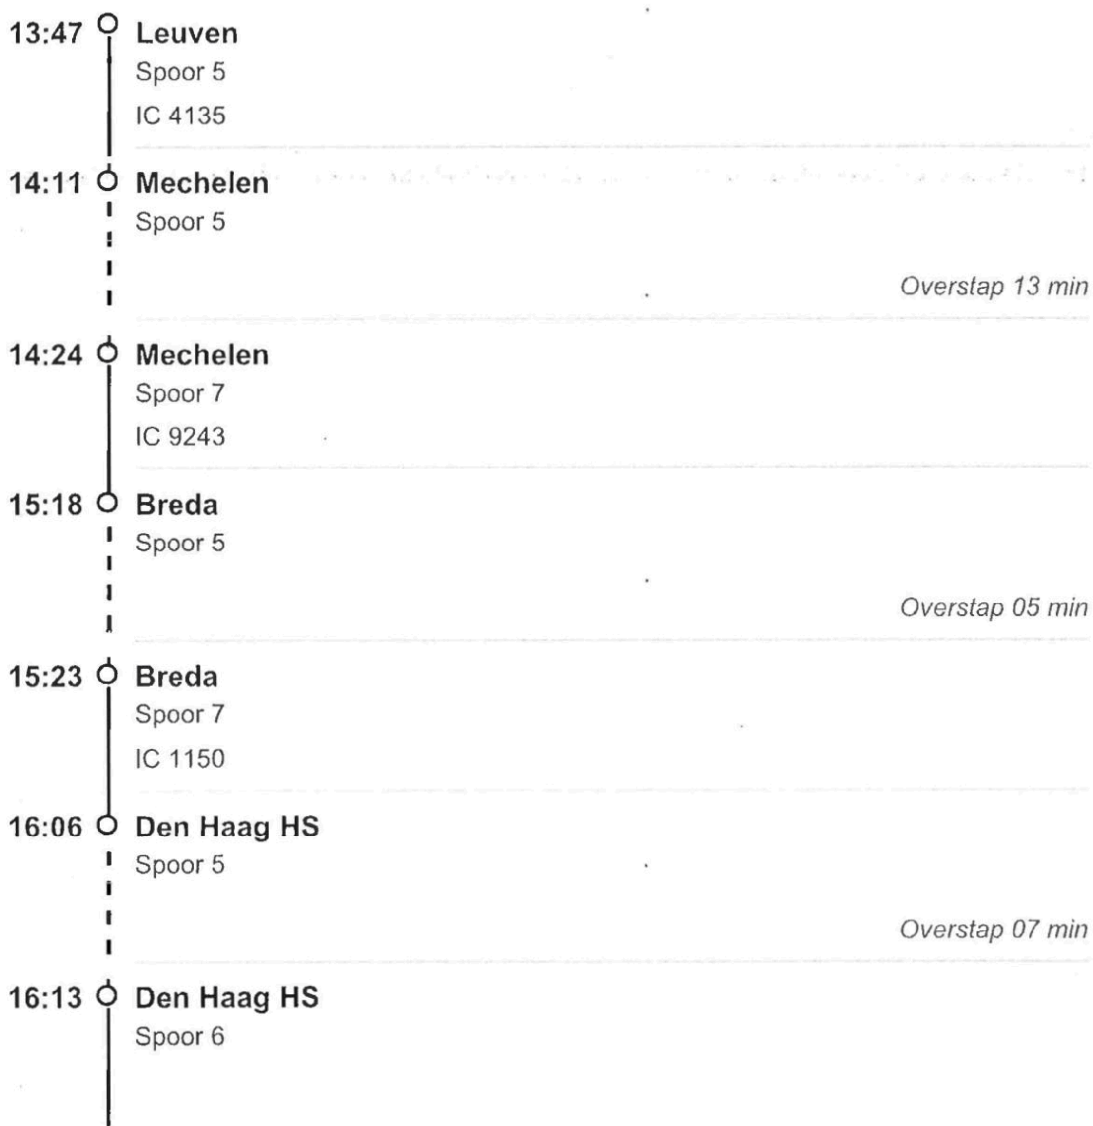 13:47 Leuven
Spoor 5
IC 4135
14:11 Mechelen
Spoor 5
Overstap 13 min
14:24 Mechelen
Spoor 7
IC 9243
15:18 Breda
Spoor 5
Overstap 05 min
15:23 Breda
Spoor 7
IC 1150
16:06 Den Haag HS
Spoor 5
Overstap 07 min
16:13 Den Haag HS
Spoor 6